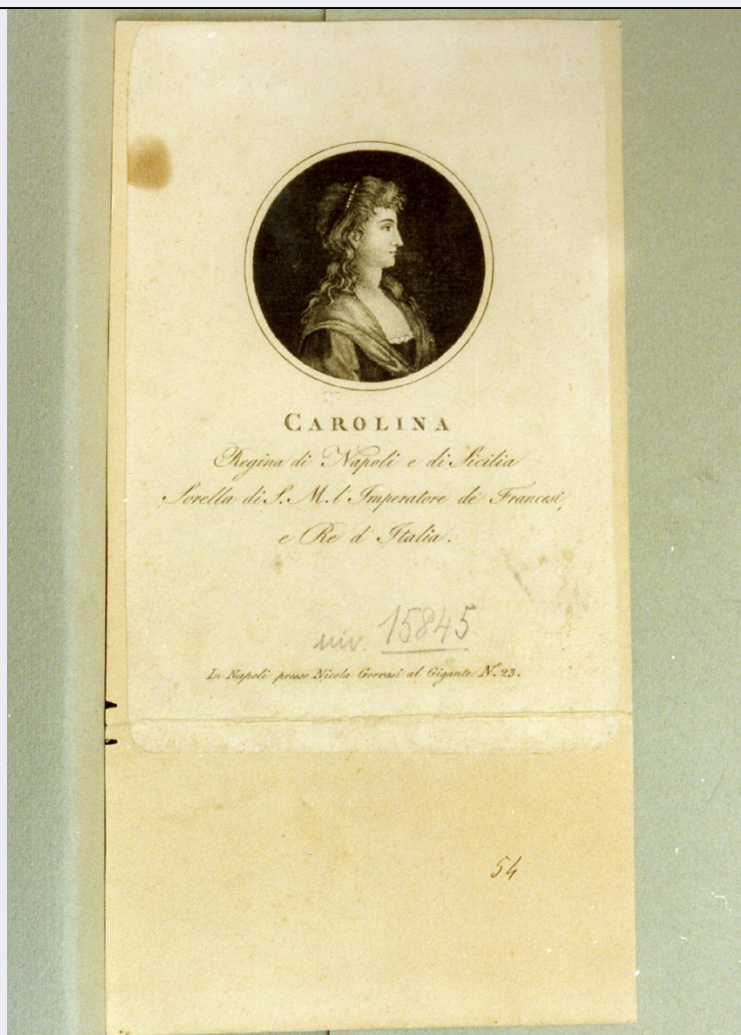 CAROLINA
Regina di Napoli e di Sicilia
Sorella di S. M. l'Imperatore de' Francesi,
e Re d'Italia.
inv. 15845
In Napoli presso Nicola Gervasi al Gigante N.º 23.
54